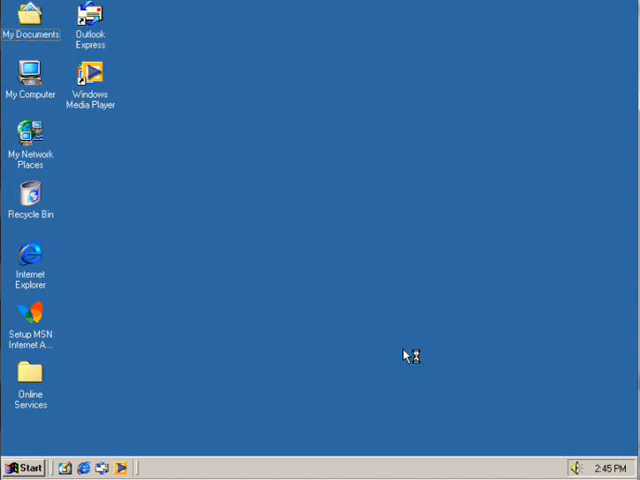 My Documents
Outlook
Express
My Computer
Windows
Media Player
My Network
Places
Recycle Bin
Internet
Explorer
Setup MSN
Internet A...
Online
Services
Start
2:45 PM